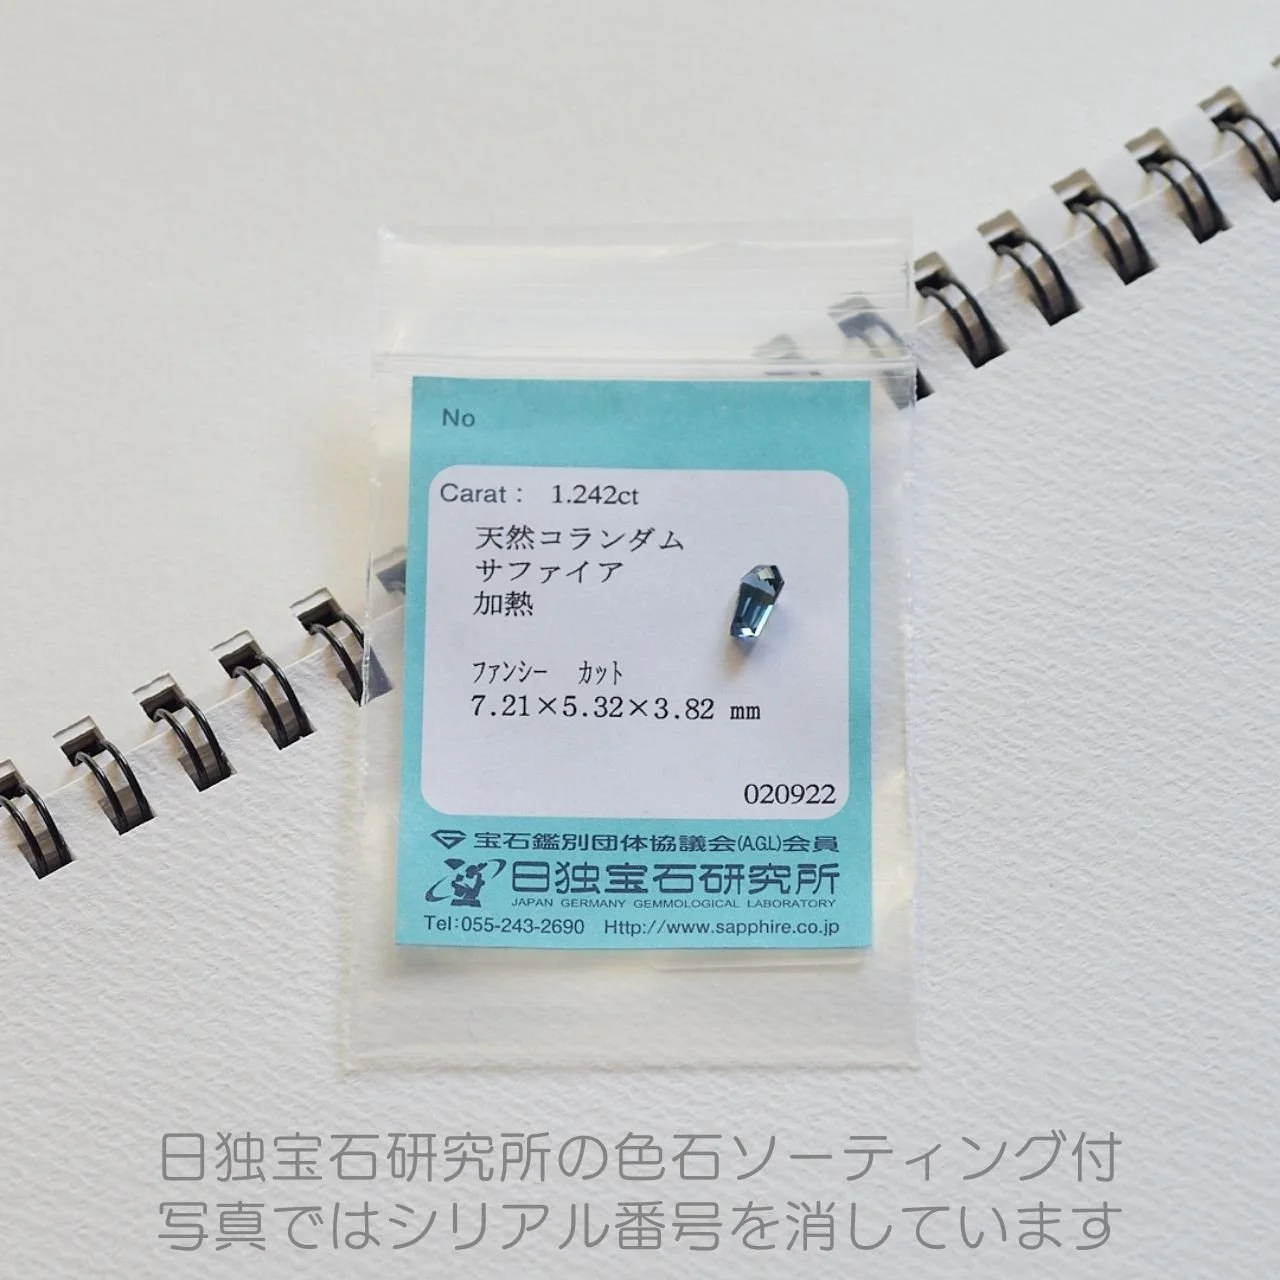 No
Carat : 1.242ct
天然コランダム
サファイア
加熱
ファンシー カット
7.21×5.32×3.82 mm
020922
宝石鑑別団体協議会(A.G.L)会員
日独宝石研究所
JAPAN GERMANY GEMMOLOGICAL LABORATORY
Tel:055-243-2690 Http://www.sapphire.co.jp
日独宝石研究所の色石ソーティング付
写真ではシリアル番号を消しています